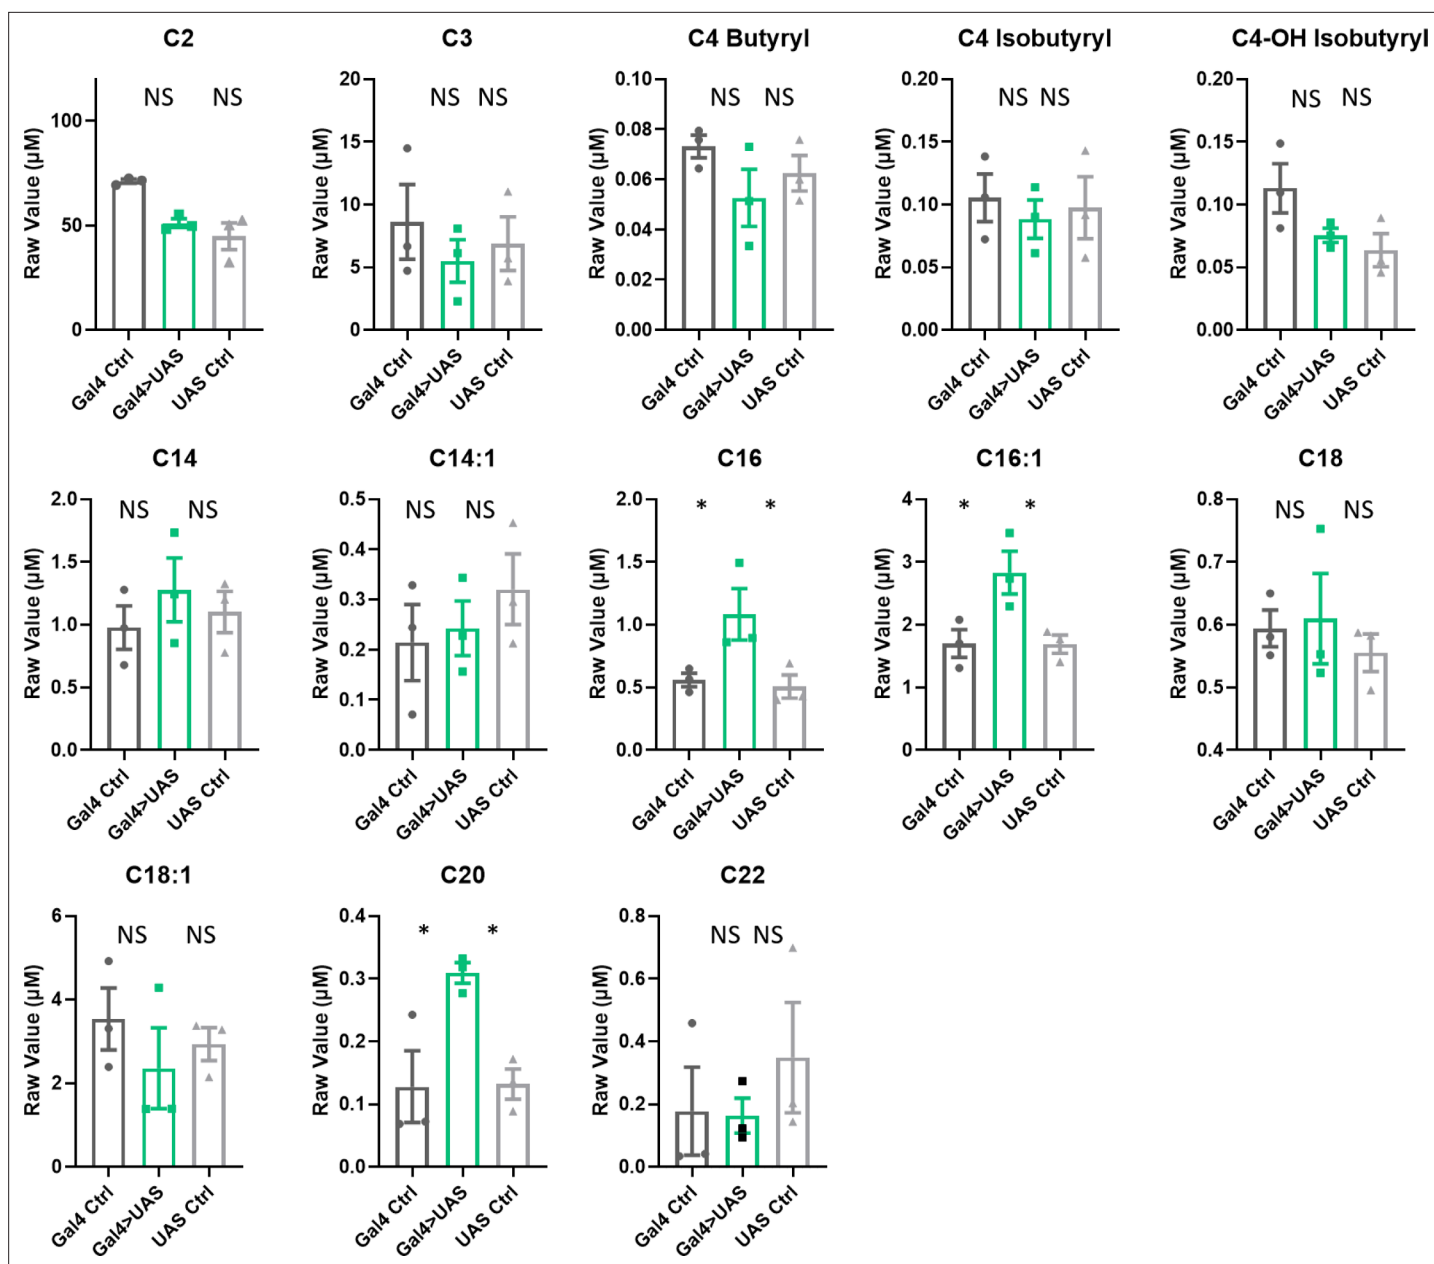 C2
C3
C4 Butyryl
C4 Isobutyryl
C4-OH Isobutyryl
Raw Value (µM)
100
50
0
NS NS
Gal4 Ctrl
Gal4>UAS
UAS Ctrl
Raw Value (µM)
20
15
10
5
0
NS NS
Gal4 Ctrl
Gal4>UAS
UAS Ctrl
Raw Value (µM)
0.10
0.08
0.06
0.04
0.02
0.00
NS NS
Gal4 Ctrl
Gal4>UAS
UAS Ctrl
Raw Value (µM)
0.20
0.15
0.10
0.05
0.00
NS NS
Gal4 Ctrl
Gal4>UAS
UAS Ctrl
Raw Value (µM)
0.20
0.15
0.10
0.05
0.00
NS NS
Gal4 Ctrl
Gal4>UAS
UAS Ctrl
C14
C14:1
C16
C16:1
C18
Raw Value (µM)
2.0
1.5
1.0
0.5
0.0
NS NS
Gal4 Ctrl
Gal4>UAS
UAS Ctrl
Raw Value (µM)
0.5
0.4
0.3
0.2
0.1
0.0
NS NS
Gal4 Ctrl
Gal4>UAS
UAS Ctrl
Raw Value (µM)
2.0
1.5
1.0
0.5
0.0
* *
Gal4 Ctrl
Gal4>UAS
UAS Ctrl
Raw Value (µM)
4
3
2
1
0
* *
Gal4 Ctrl
Gal4>UAS
UAS Ctrl
Raw Value (µM)
0.8
0.7
0.6
0.5
0.4
NS NS
Gal4 Ctrl
Gal4>UAS
UAS Ctrl
C18:1
C20
C22
Raw Value (µM)
6
4
2
0
NS NS
Gal4 Ctrl
Gal4>UAS
UAS Ctrl
Raw Value (µM)
0.4
0.3
0.2
0.1
0.0
* *
Gal4 Ctrl
Gal4>UAS
UAS Ctrl
Raw Value (µM)
0.8
0.6
0.4
0.2
0.0
NS NS
Gal4 Ctrl
Gal4>UAS
UAS Ctrl